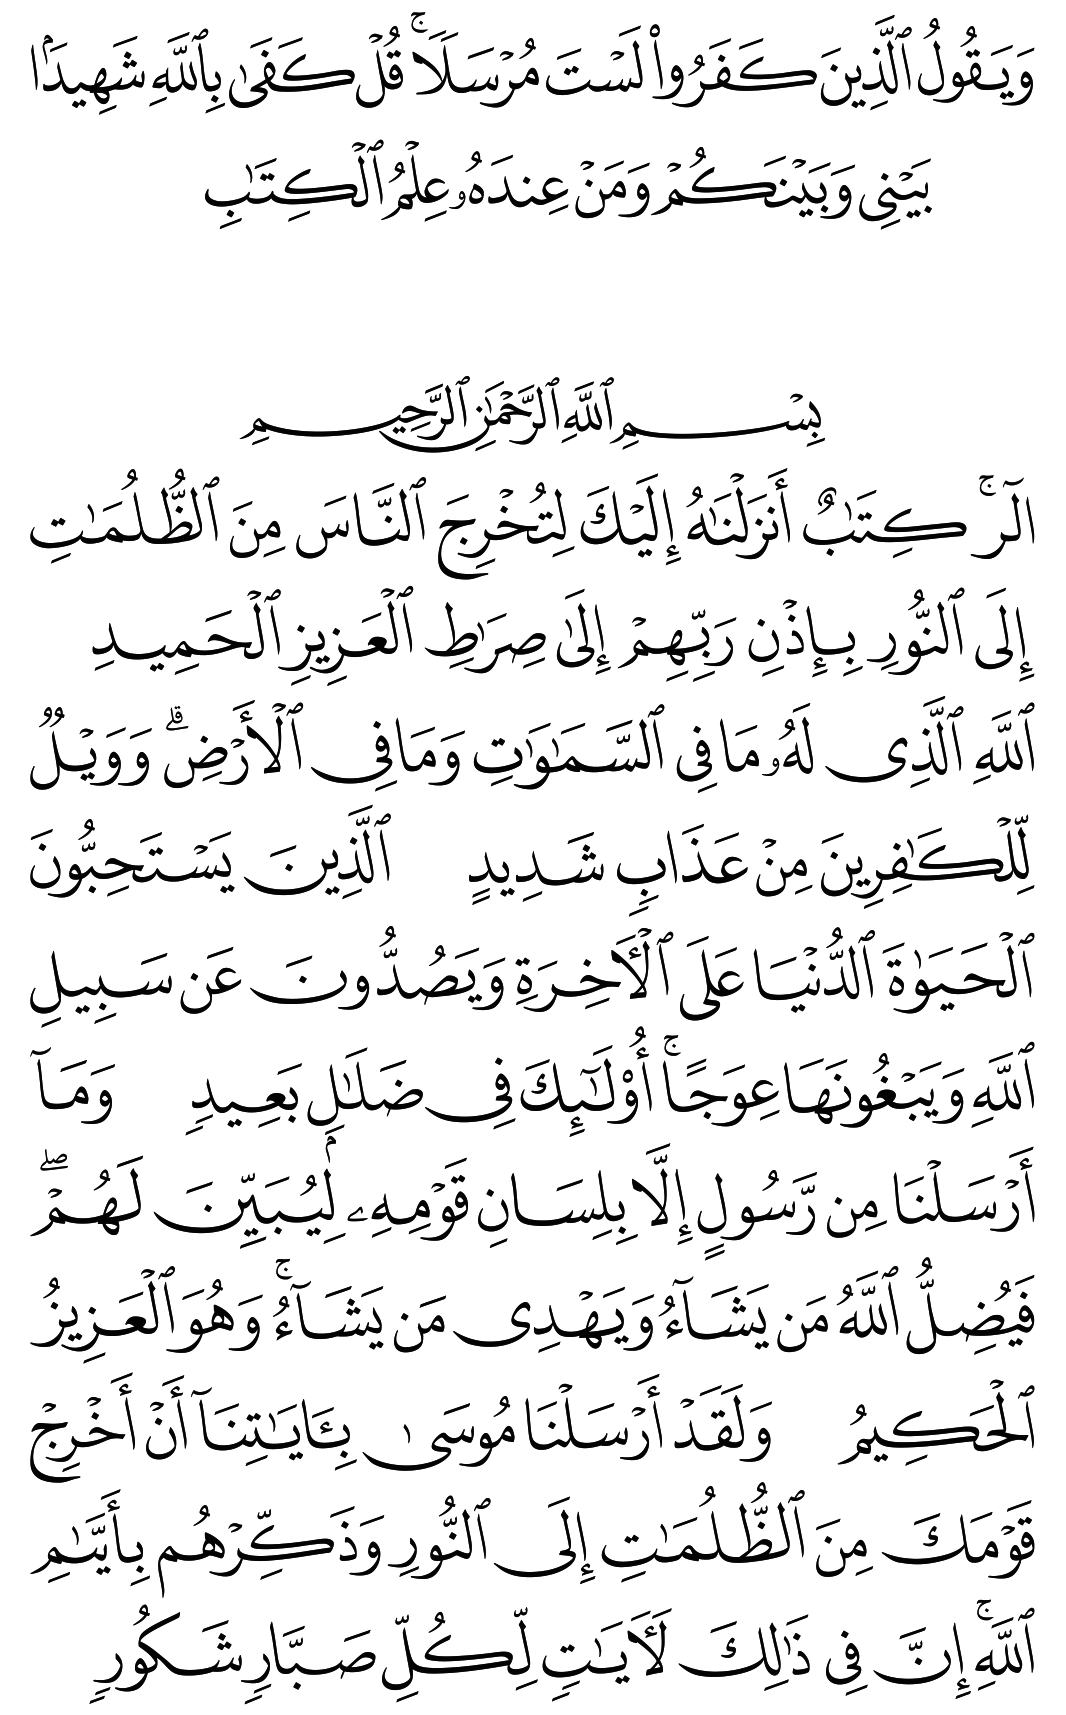 وَيَقُولُ ٱلَّذِينَ كَفَرُوا۟ لَسْتَ مُرْسَلًا ۚ قُلْ كَفَىٰ بِٱللَّهِ شَهِيدًۢا
بَيْنِى وَبَيْنَكُمْ وَمَنْ عِندَهُۥ عِلْمُ ٱلْكِتَٰبِ
بِسْمِ ٱللَّهِ ٱلرَّحْمَٰنِ ٱلرَّحِيمِ
الٓر ۚ كِتَٰبٌ أَنزَلْنَٰهُ إِلَيْكَ لِتُخْرِجَ ٱلنَّاسَ مِنَ ٱلظُّلُمَٰتِ
إِلَى ٱلنُّورِ بِإِذْنِ رَبِّهِمْ إِلَىٰ صِرَٰطِ ٱلْعَزِيزِ ٱلْحَمِيدِ
ٱللَّهِ ٱلَّذِى لَهُۥ مَا فِى ٱلسَّمَٰوَٰتِ وَمَا فِى ٱلْأَرْضِ ۗ وَوَيْلٌ
لِّلْكَٰفِرِينَ مِنْ عَذَابٍ شَدِيدٍ ٱلَّذِينَ يَسْتَحِبُّونَ
ٱلْحَيَوٰةَ ٱلدُّنْيَا عَلَى ٱلْءَاخِرَةِ وَيَصُدُّونَ عَن سَبِيلِ
ٱللَّهِ وَيَبْغُونَهَا عِوَجًا ۚ أُو۟لَٰٓئِكَ فِى ضَلَٰلٍۭ بَعِيدٍ وَمَآ
أَرْسَلْنَا مِن رَّسُولٍ إِلَّا بِلِسَانِ قَوْمِهِۦ لِيُبَيِّنَ لَهُمْ ۖ
فَيُضِلُّ ٱللَّهُ مَن يَشَآءُ وَيَهْدِى مَن يَشَآءُ ۚ وَهُوَ ٱلْعَزِيزُ
ٱلْحَكِيمُ وَلَقَدْ أَرْسَلْنَا مُوسَىٰ بِـَٔايَٰتِنَآ أَنْ أَخْرِجْ
قَوْمَكَ مِنَ ٱلظُّلُمَٰتِ إِلَى ٱلنُّورِ وَذَكِّرْهُم بِأَيَّىٰمِ
ٱللَّهِ ۚ إِنَّ فِى ذَٰلِكَ لَءَايَٰتٍ لِّكُلِّ صَبَّارٍ شَكُورٍ